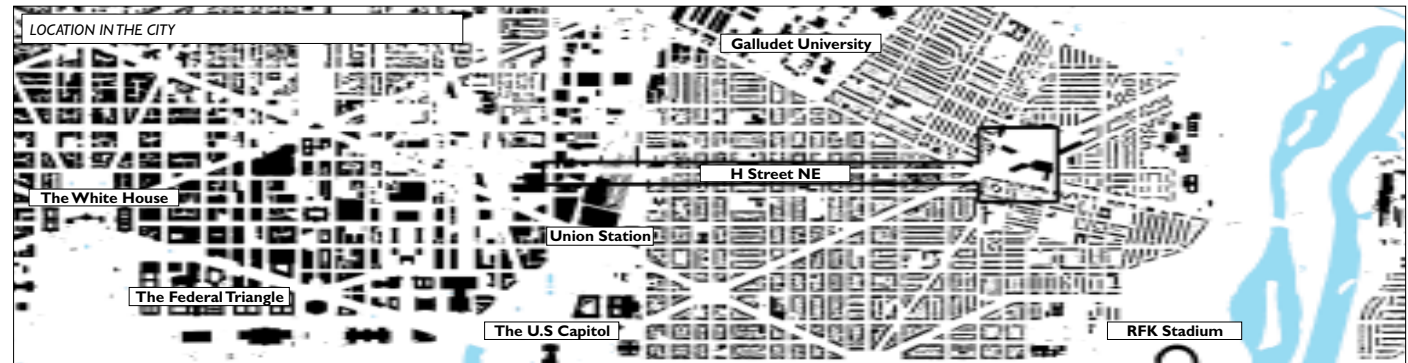 LOCATION IN THE CITY
Galludet University
H Street NE
The White House
Union Station
The Federal Triangle
The U.S Capitol
RFK Stadium